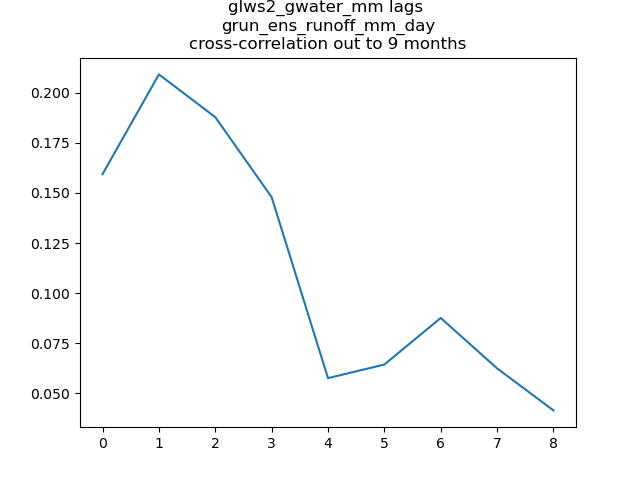 glws2_gwater_mm lags
grun_ens_runoff_mm_day
cross-correlation out to 9 months
0.200
0.175
0.150
0.125
0.100
0.075
0.050
0 1 2 3 4 5 6 7 8